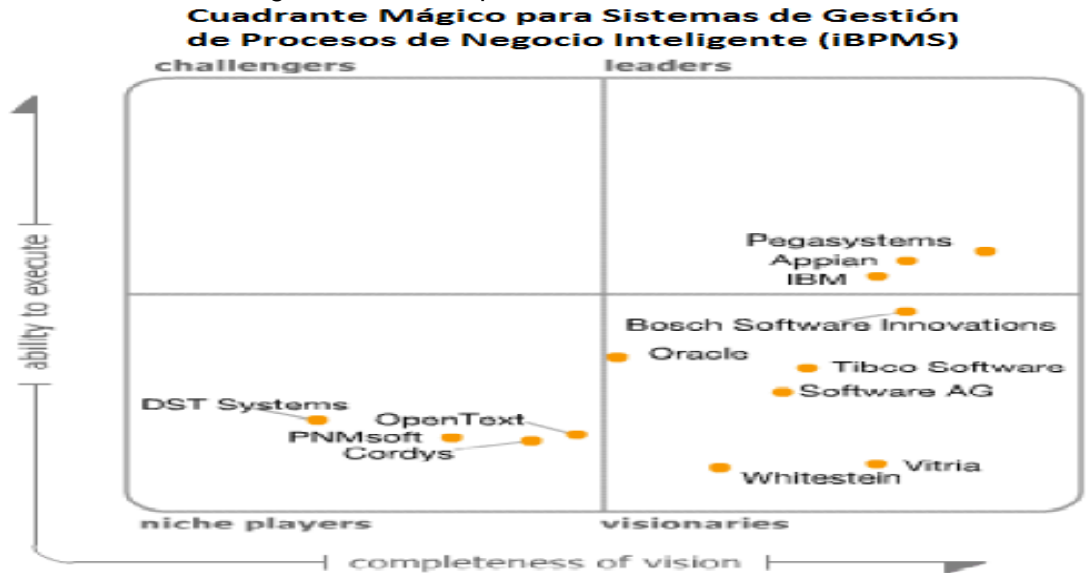 Cuadrante Mágico para Sistemas de Gestión
de Procesos de Negocio Inteligente (iBPMS)
challengers
leaders
ability to execute
Pegasystems
Appian
IBM
Bosch Software Innovations
Oracle
Tibco Software
Software AG
DST Systems
OpenText
PNMsoft
Cordys
Vitria
Whitestein
niche players
visionaries
completeness of vision